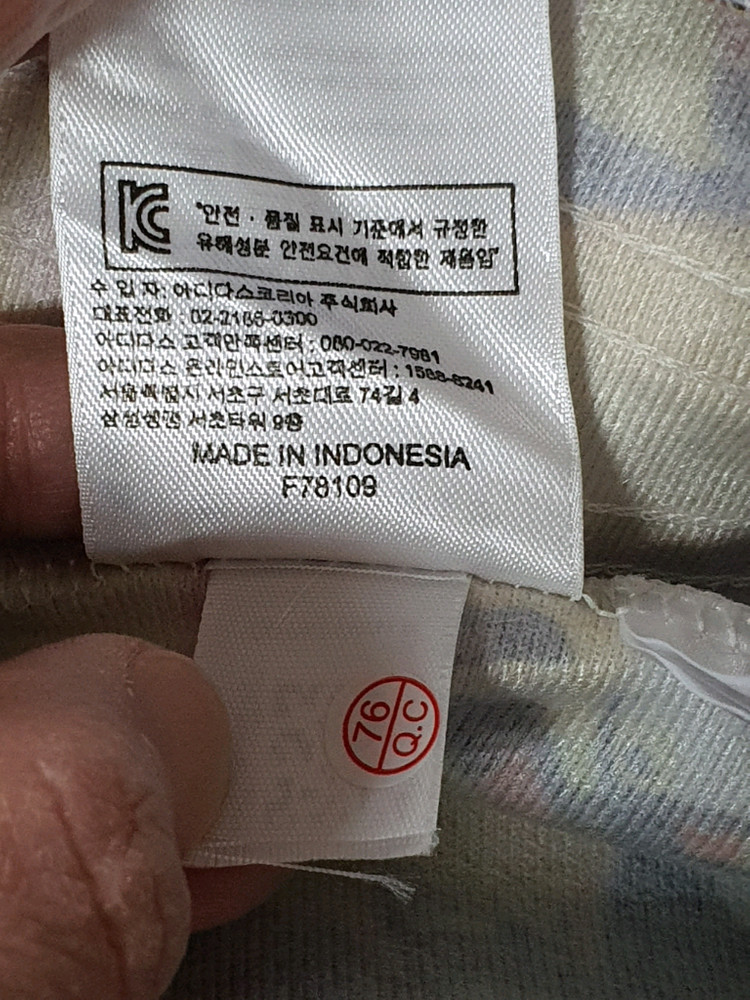 KC
"안전 · 품질 표시 기준에서 규정한
유해성분 안전요건에 적합한 제품임"
수 입 자: 아디다스코리아 주식회사
대표전화 : 02-2186-0300
아디다스 고객만족센터 : 080-022-7981
아디다스 온라인스토어고객센터 : 1588-8241
서울특별시 서초구 서초대로 74길 4
삼성생명 서초타워 9층
MADE IN INDONESIA
F78109
76
Q.C